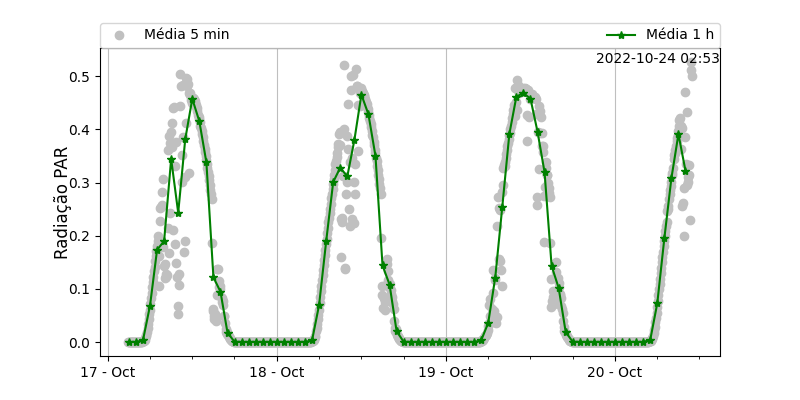 Média 5 min
Média 1 h
2022-10-24 02:53
Radiação PAR
0.5
0.4
0.3
0.2
0.1
0.0
17 - Oct
18 - Oct
19 - Oct
20 - Oct